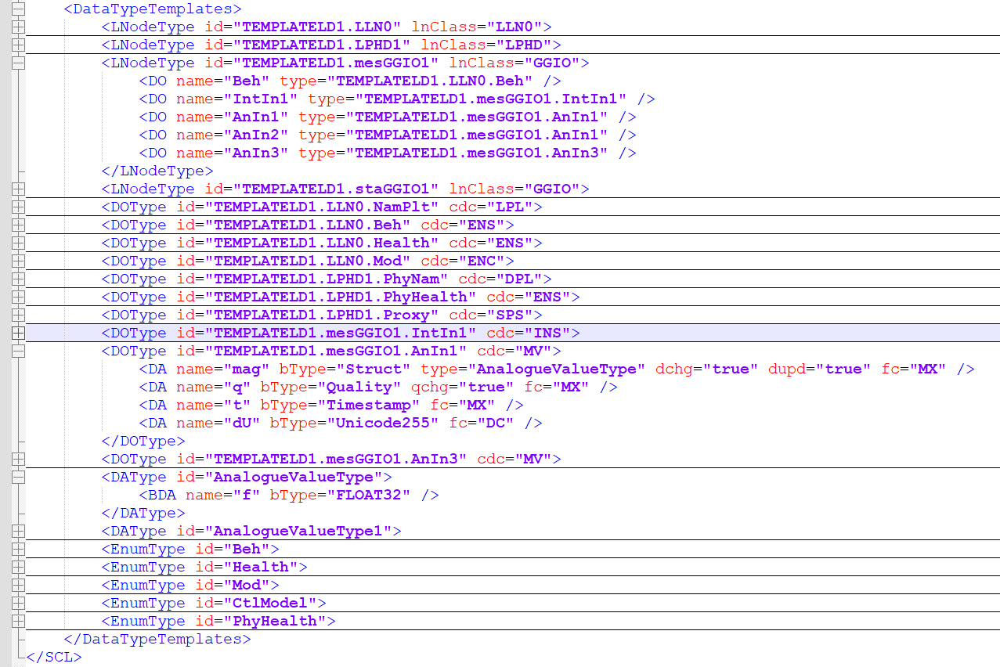 <DataTypeTemplates>
<LNodeType id="TEMPLATELD1.LLN0" lnClass="LLN0">
<LNodeType id="TEMPLATELD1.LPHD1" lnClass="LPHD">
<LNodeType id="TEMPLATELD1.mesGGIO1" lnClass="GGIO">
<DO name="Beh" type="TEMPLATELD1.LLN0.Beh" />
<DO name="IntIn1" type="TEMPLATELD1.mesGGIO1.IntIn1" />
<DO name="AnIn1" type="TEMPLATELD1.mesGGIO1.AnIn1" />
<DO name="AnIn2" type="TEMPLATELD1.mesGGIO1.AnIn1" />
<DO name="AnIn3" type="TEMPLATELD1.mesGGIO1.AnIn3" />
</LNodeType>
<LNodeType id="TEMPLATELD1.staGGIO1" lnClass="GGIO">
<DOType id="TEMPLATELD1.LLN0.NamPlt" cdc="LPL">
<DOType id="TEMPLATELD1.LLN0.Beh" cdc="ENS">
<DOType id="TEMPLATELD1.LLN0.Health" cdc="ENS">
<DOType id="TEMPLATELD1.LLN0.Mod" cdc="ENC">
<DOType id="TEMPLATELD1.LPHD1.PhyNam" cdc="DPL">
<DOType id="TEMPLATELD1.LPHD1.PhyHealth" cdc="ENS">
<DOType id="TEMPLATELD1.LPHD1.Proxy" cdc="SPS">
<DOType id="TEMPLATELD1.mesGGIO1.IntIn1" cdc="INS">
<DOType id="TEMPLATELD1.mesGGIO1.AnIn1" cdc="MV">
<DA name="mag" bType="Struct" type="AnalogueValueType" dchg="true" dupd="true" fc="MX" />
<DA name="q" bType="Quality" qchg="true" fc="MX" />
<DA name="t" bType="Timestamp" fc="MX" />
<DA name="dU" bType="Unicode255" fc="DC" />
</DOType>
<DOType id="TEMPLATELD1.mesGGIO1.AnIn3" cdc="MV">
<DAType id="AnalogueValueType">
<BDA name="f" bType="FLOAT32" />
</DAType>
<DAType id="AnalogueValueType1">
<EnumType id="Beh">
<EnumType id="Health">
<EnumType id="Mod">
<EnumType id="CtlModel">
<EnumType id="PhyHealth">
</DataTypeTemplates>
</SCL>